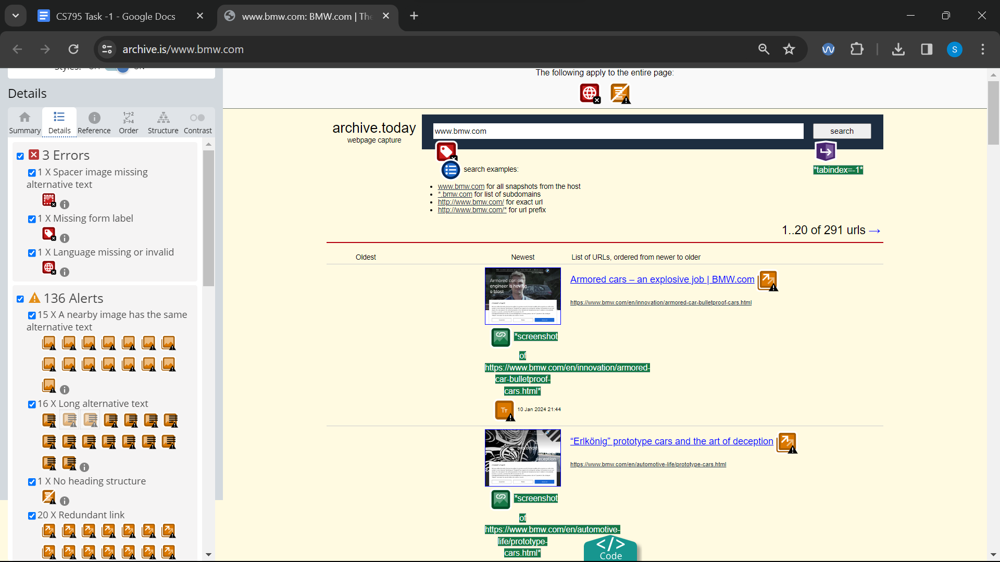 CS795 Task -1 - Google Docs
www.bmw.com: BMW.com | The
archive.is/www.bmw.com
S
Styles: OFF ON
Details
Summary
Details
Reference
Order
Structure
Contrast
3 Errors
1 X Spacer image missing
alternative text
1 X Missing form label
1 X Language missing or invalid
136 Alerts
15 X A nearby image has the same
alternative text
16 X Long alternative text
1 X No heading structure
20 X Redundant link
The following apply to the entire page:
archive.today
webpage capture
www.bmw.com
search
*tabindex=-1*
search examples:
www.bmw.com for all snapshots from the host
*.bmw.com for list of subdomains
http://www.bmw.com/ for exact url
http://www.bmw.com/* for url prefix
1..20 of 291 urls →
Oldest
Newest
List of URLs, ordered from newer to older
Armored car: one
engineer is having
a blast
Armored cars – an explosive job | BMW.com
https://www.bmw.com/en/innovation/armored-car-bulletproof-cars.html
*screenshot
of
https://www.bmw.com/en/innovation/armored-
car-bulletproof-
cars.html*
10 Jan 2024 21:44
prototype
deception
“Erlkönig” prototype cars and the art of deception
https://www.bmw.com/en/automotive-life/prototype-cars.html
*screenshot
of
https://www.bmw.com/en/automotive-
life/prototype-
cars.html*
</>
Code